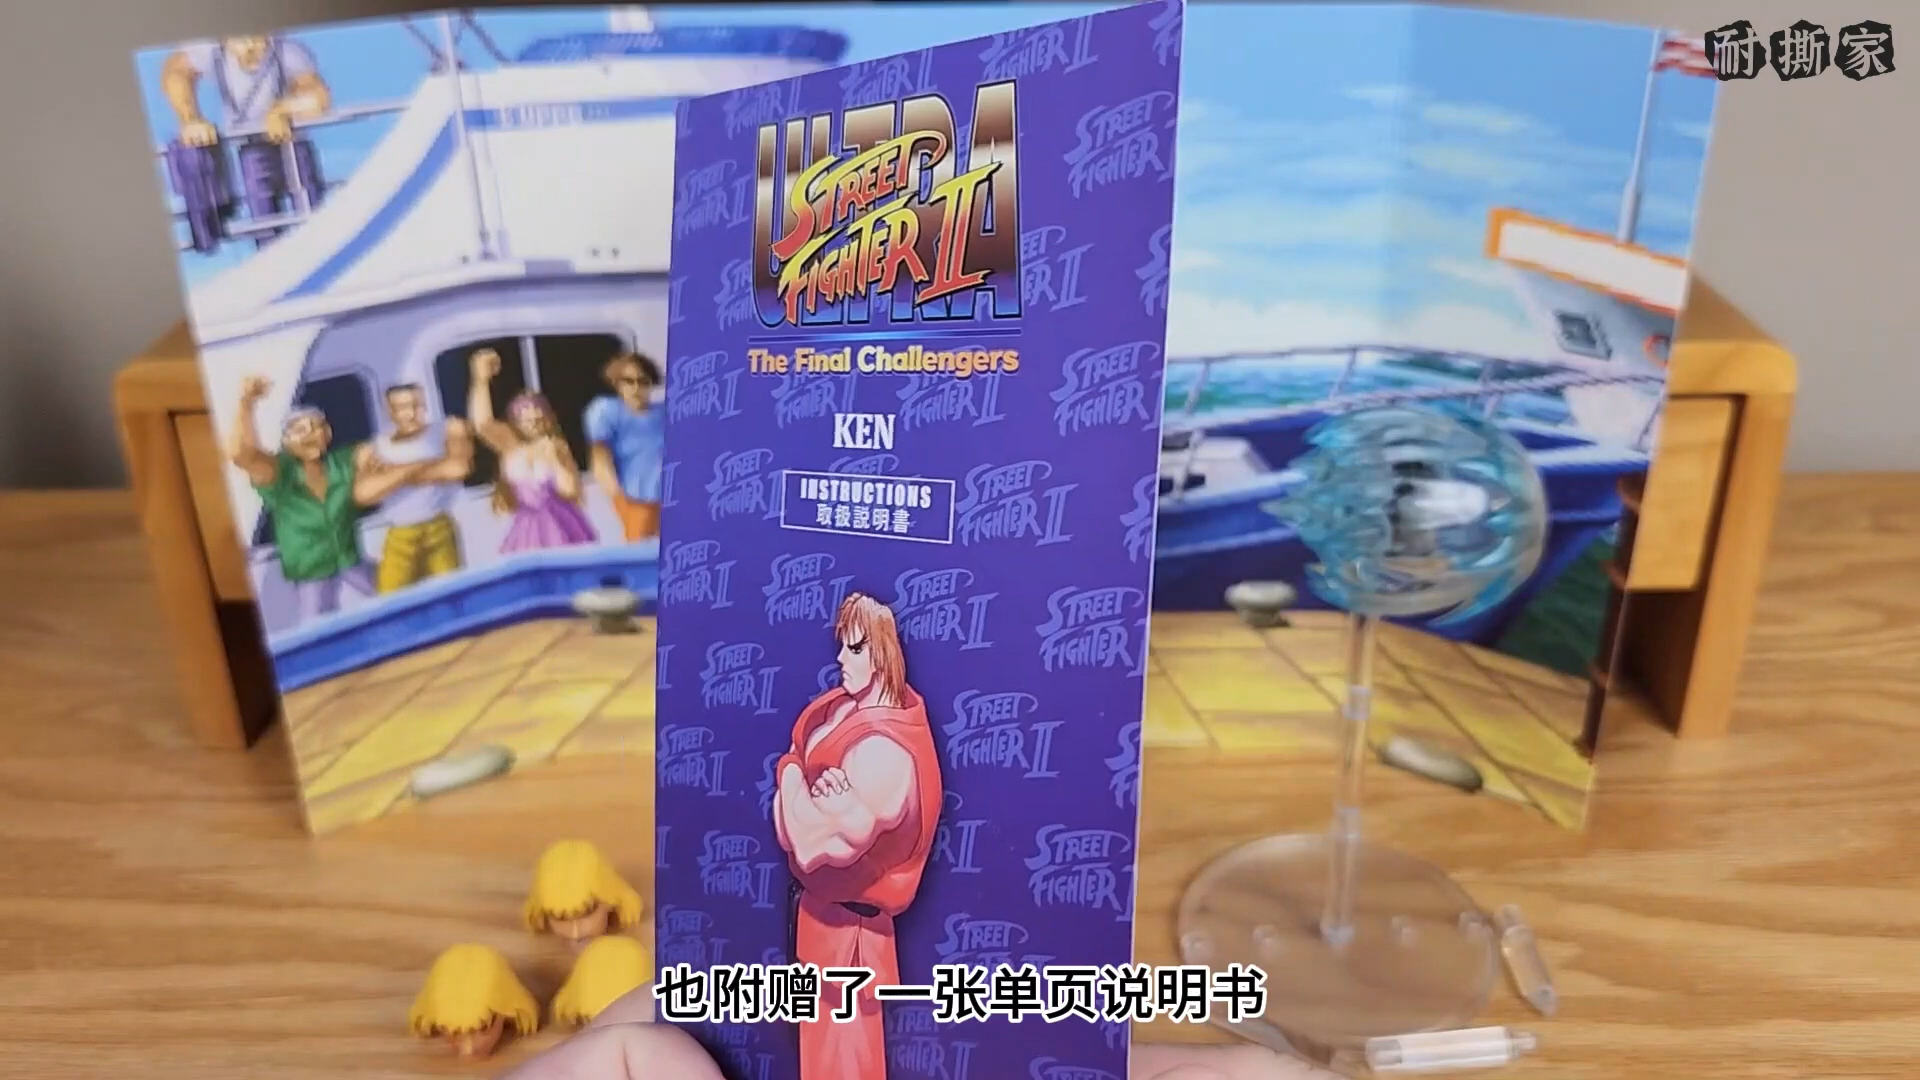 耐撕家
ULTRA
STREET
FIGHTER II
The Final Challengers
KEN
INSTRUCTIONS
取扱説明書
也附赠了一张单页说明书